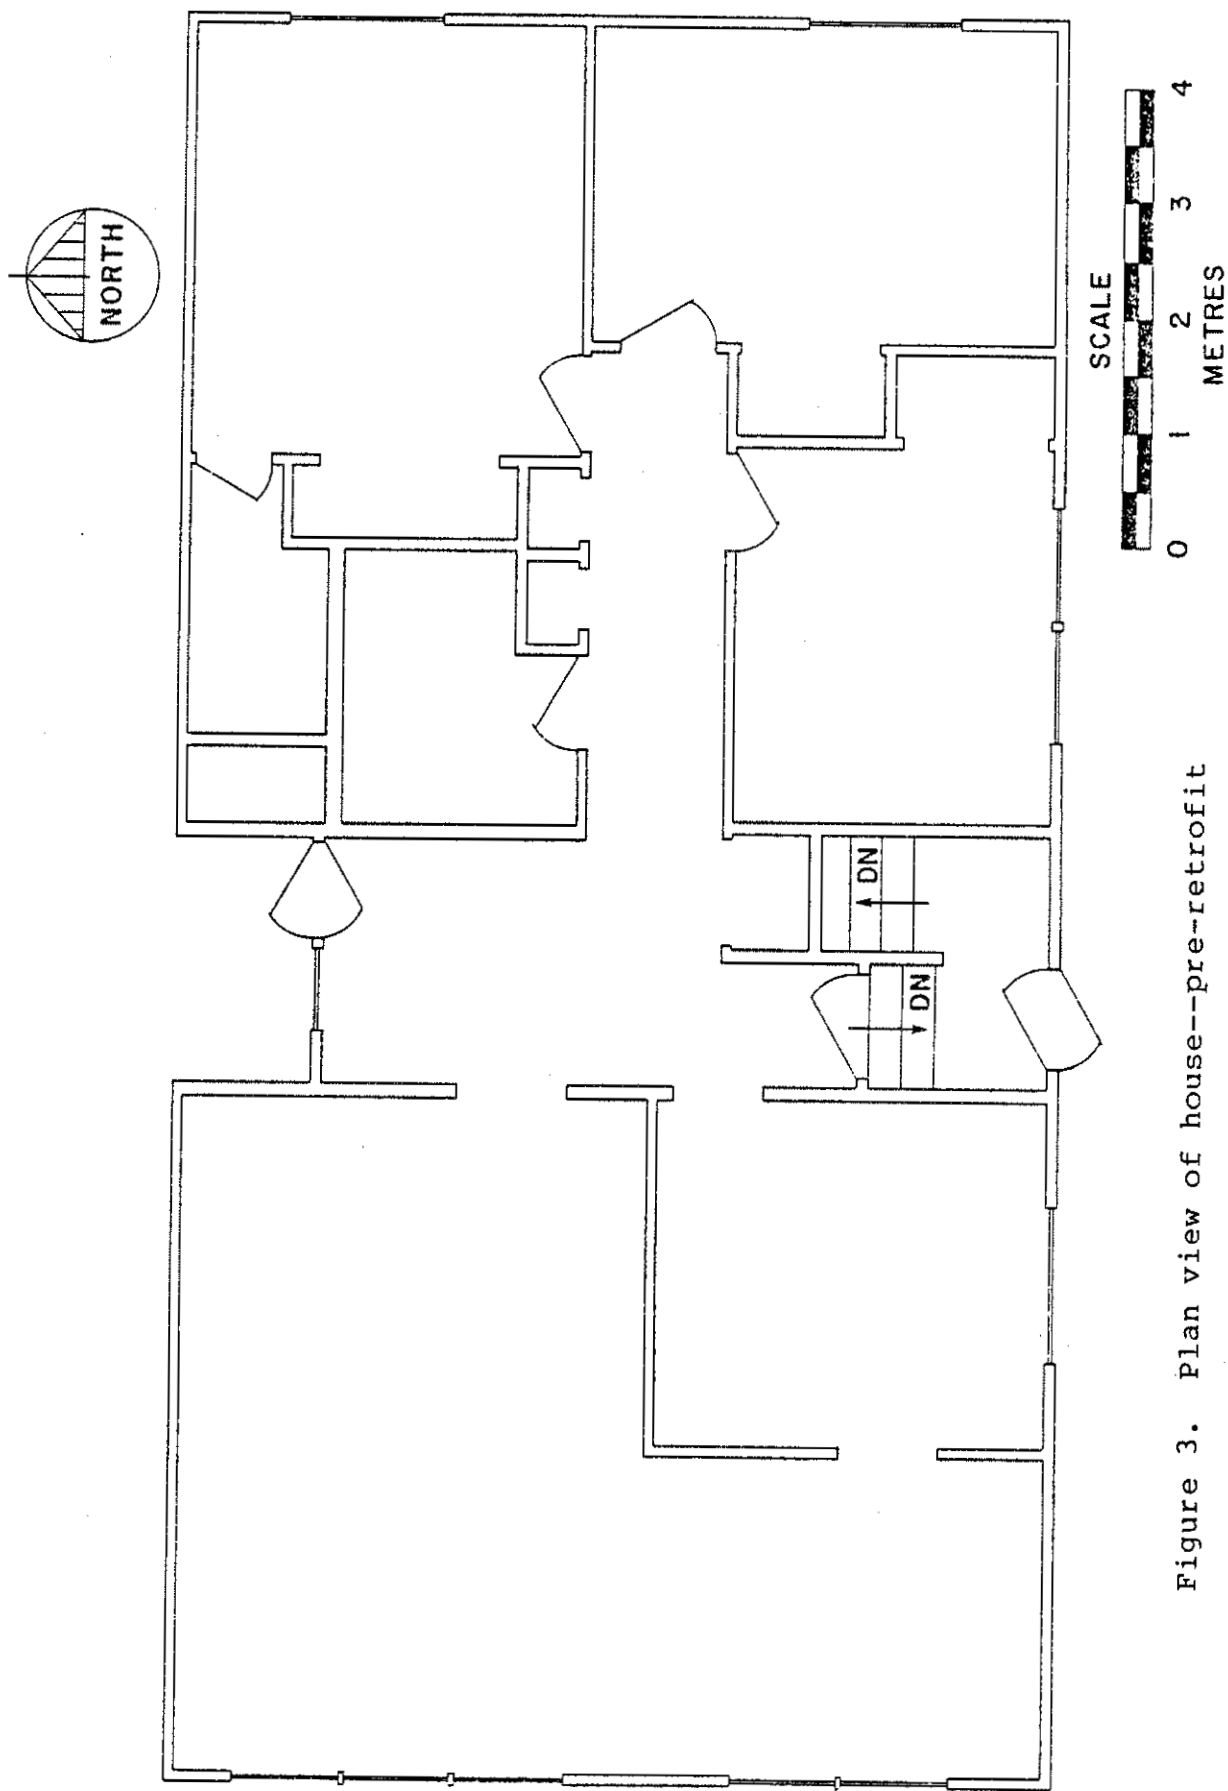 NORTH
DN
DN
SCALE
0 1 2 3 4
METRES
Figure 3. Plan view of house--pre-retrofit